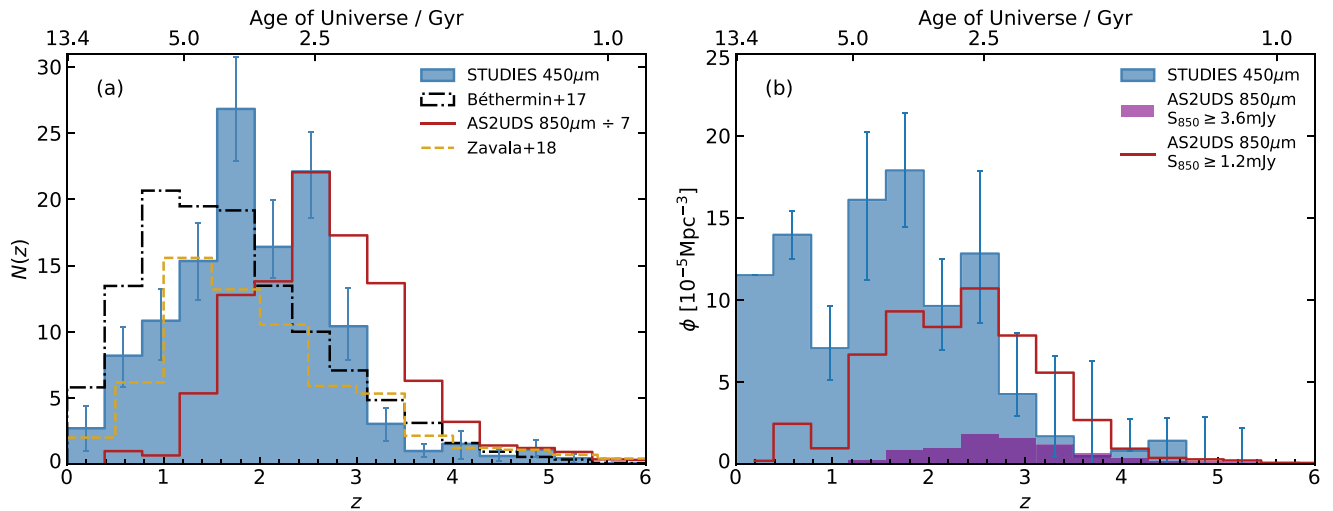 Age of Universe / Gyr
13.4 5.0 2.5 1.0
(a)
STUDIES 450μm
Béthermin+17
AS2UDS 850μm ÷ 7
Zavala+18
30
25
20
15
10
5
0
N(z)
0 1 2 3 4 5 6
z
Age of Universe / Gyr
13.4 5.0 2.5 1.0
(b)
STUDIES 450μm
AS2UDS 850μm
S₈₅₀ ≥ 3.6mJy
AS2UDS 850μm
S₈₅₀ ≥ 1.2mJy
25
20
15
10
5
0
ϕ [10⁻⁵Mpc⁻³]
0 1 2 3 4 5 6
z